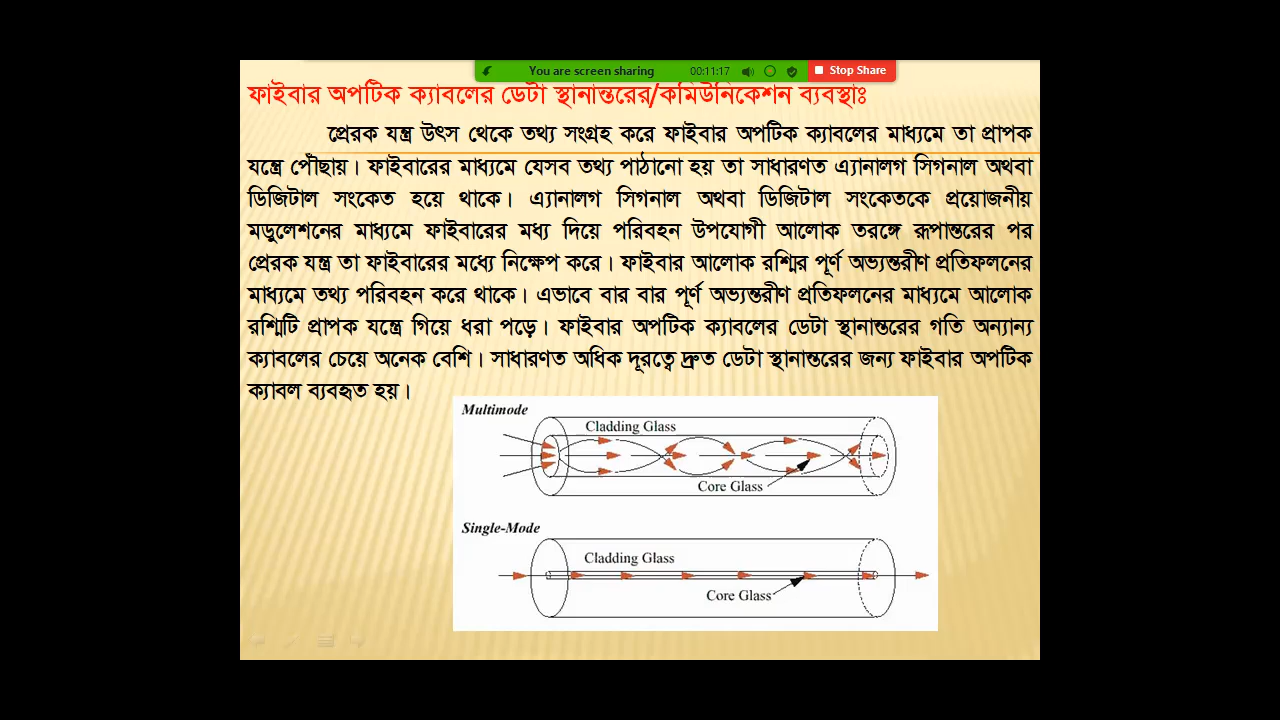 You are screen sharing 00:11:17 Stop Share
ফাইবার অপটিক ক্যাবলের ডেটা স্থানান্তরের/কমিউনিকেশন ব্যবস্থাঃ
প্রেরক যন্ত্র উৎস থেকে তথ্য সংগ্রহ করে ফাইবার অপটিক ক্যাবলের মাধ্যমে তা প্রাপক
যন্ত্রে পৌঁছায়। ফাইবারের মাধ্যমে যেসব তথ্য পাঠানো হয় তা সাধারণত এ্যানালগ সিগনাল অথবা
ডিজিটাল সংকেত হয়ে থাকে। এ্যানালগ সিগনাল অথবা ডিজিটাল সংকেতকে প্রয়োজনীয়
মডুলেশনের মাধ্যমে ফাইবারের মধ্য দিয়ে পরিবহন উপযোগী আলোক তরঙ্গে রূপান্তরের পর
প্রেরক যন্ত্র তা ফাইবারের মধ্যে নিক্ষেপ করে। ফাইবার আলোক রশ্মির পূর্ণ অভ্যন্তরীণ প্রতিফলনের
মাধ্যমে তথ্য পরিবহন করে থাকে। এভাবে বার বার পূর্ণ অভ্যন্তরীণ প্রতিফলনের মাধ্যমে আলোক
রশ্মিটি প্রাপক যন্ত্রে গিয়ে ধরা পড়ে। ফাইবার অপটিক ক্যাবলের ডেটা স্থানান্তরের গতি অন্যান্য
ক্যাবলের চেয়ে অনেক বেশি। সাধারণত অধিক দূরত্বে দ্রুত ডেটা স্থানান্তরের জন্য ফাইবার অপটিক
ক্যাবল ব্যবহৃত হয়।
Multimode
Cladding Glass
Core Glass
Single-Mode
Cladding Glass
Core Glass